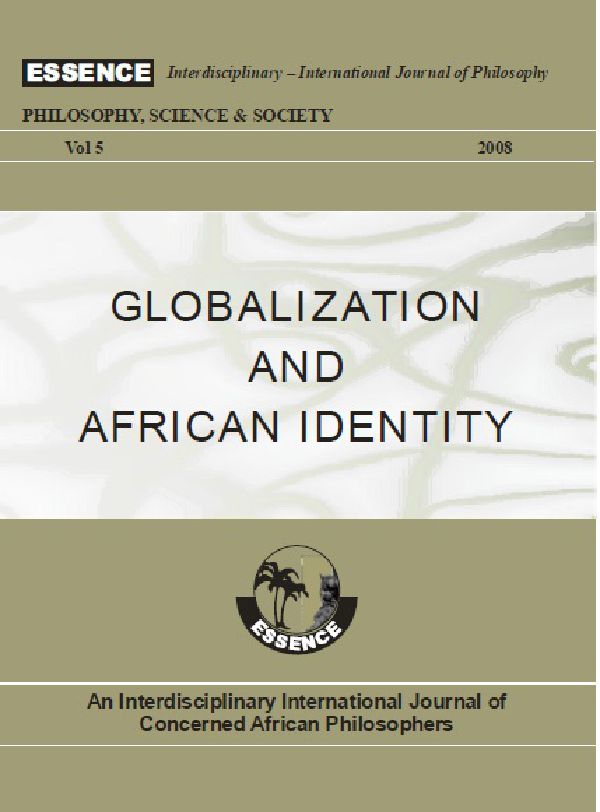 ESSENCE Interdisciplinary – International Journal of Philosophy
PHILOSOPHY, SCIENCE & SOCIETY
Vol 5 2008
GLOBALIZATION
AND
AFRICAN IDENTITY
ESSENCE
An Interdisciplinary International Journal of
Concerned African Philosophers